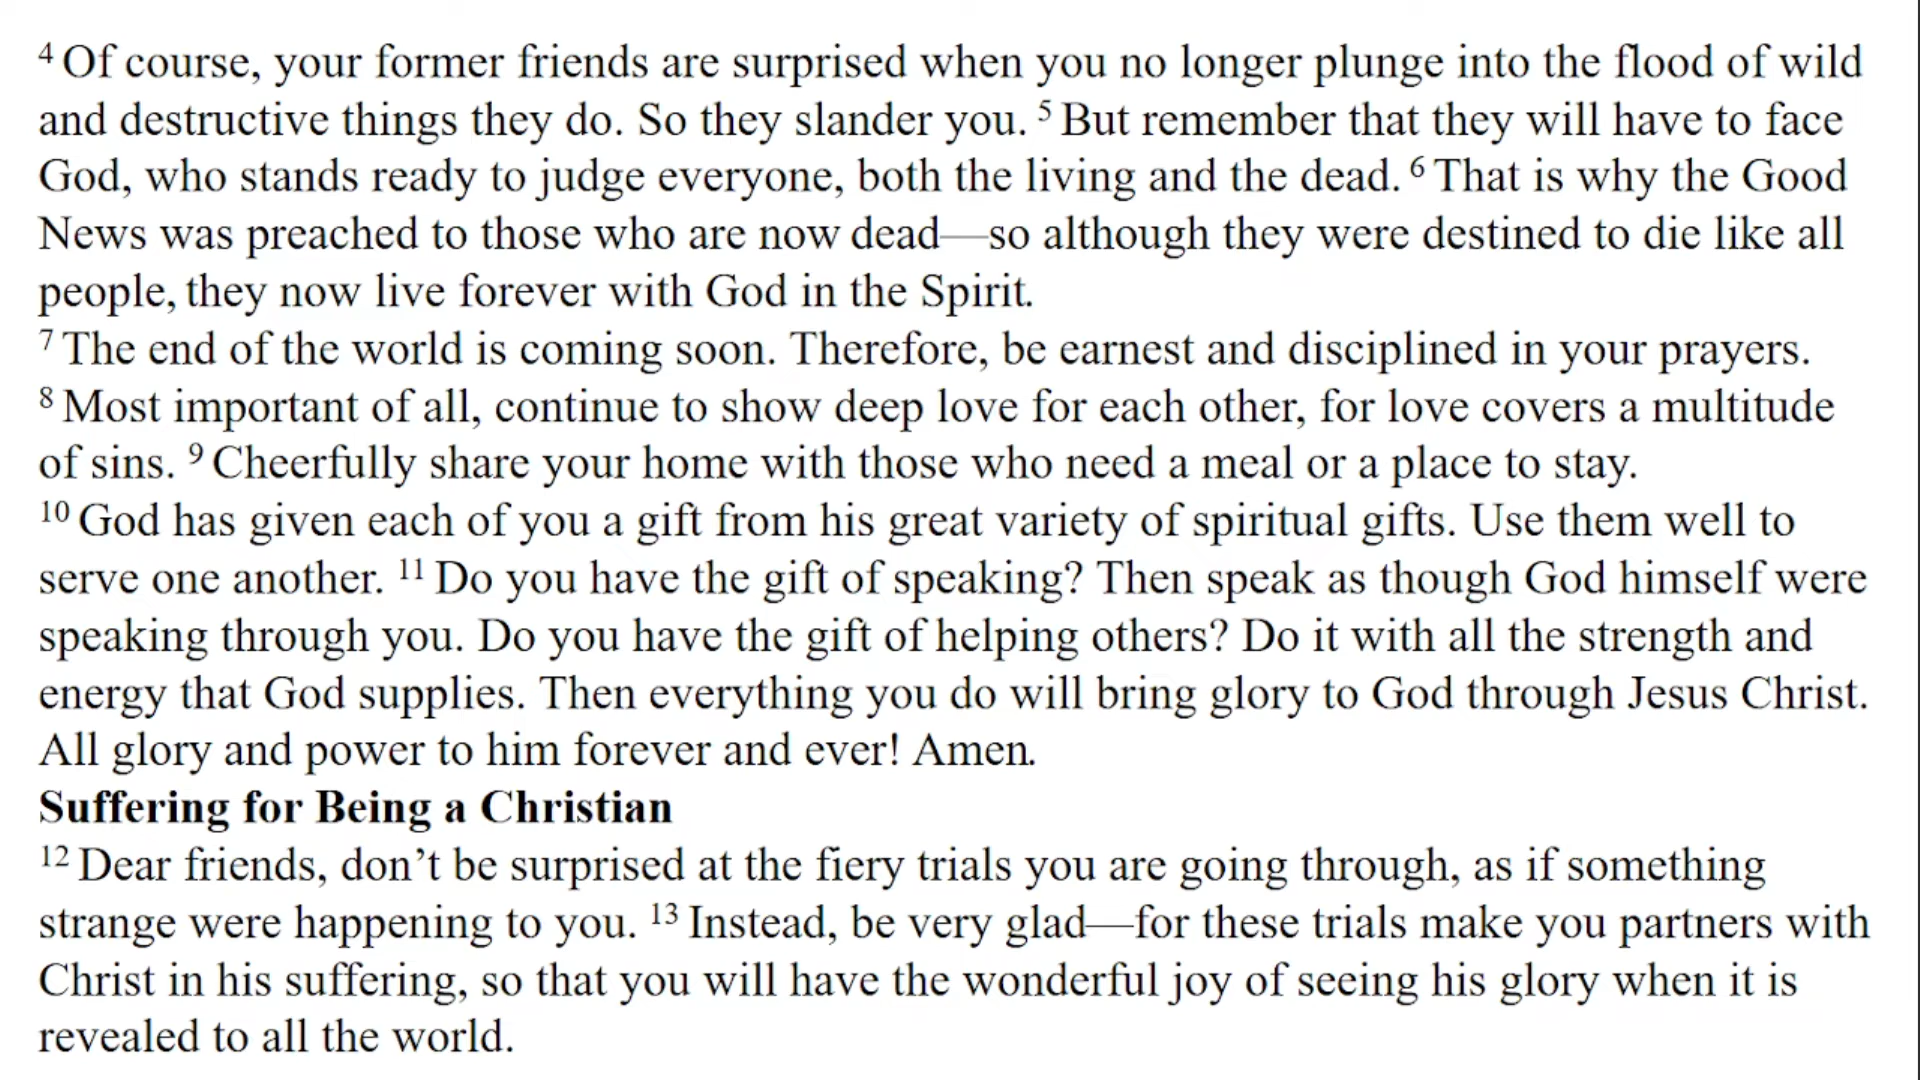 4 Of course, your former friends are surprised when you no longer plunge into the flood of wild
and destructive things they do. So they slander you. 5 But remember that they will have to face
God, who stands ready to judge everyone, both the living and the dead. 6 That is why the Good
News was preached to those who are now dead—so although they were destined to die like all
people, they now live forever with God in the Spirit.
7 The end of the world is coming soon. Therefore, be earnest and disciplined in your prayers.
8 Most important of all, continue to show deep love for each other, for love covers a multitude
of sins. 9 Cheerfully share your home with those who need a meal or a place to stay.
10 God has given each of you a gift from his great variety of spiritual gifts. Use them well to
serve one another. 11 Do you have the gift of speaking? Then speak as though God himself were
speaking through you. Do you have the gift of helping others? Do it with all the strength and
energy that God supplies. Then everything you do will bring glory to God through Jesus Christ.
All glory and power to him forever and ever! Amen.
Suffering for Being a Christian
12 Dear friends, don’t be surprised at the fiery trials you are going through, as if something
strange were happening to you. 13 Instead, be very glad—for these trials make you partners with
Christ in his suffering, so that you will have the wonderful joy of seeing his glory when it is
revealed to all the world.